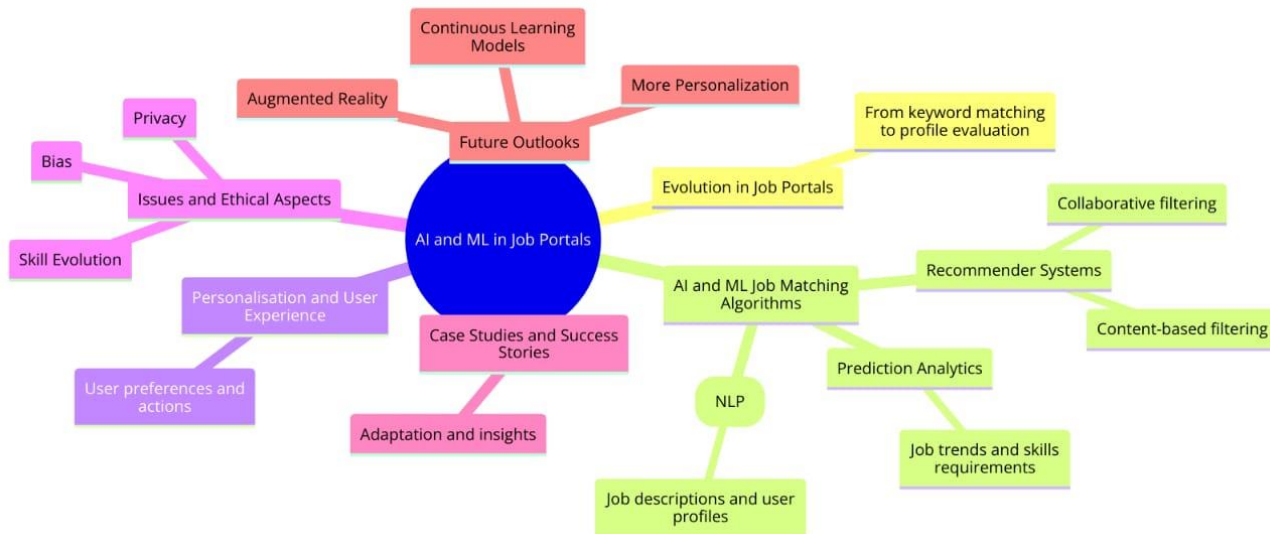 Continuous Learning
Models
Augmented Reality
More Personalization
Future Outlooks
From keyword matching
to profile evaluation
Evolution in Job Portals
Privacy
Bias
Issues and Ethical Aspects
Skill Evolution
AI and ML in Job Portals
Collaborative filtering
Recommender Systems
Content-based filtering
AI and ML Job Matching
Algorithms
Prediction Analytics
Job trends and skills
requirements
NLP
Job descriptions and user
profiles
Personalisation and User
Experience
User preferences and
actions
Case Studies and Success
Stories
Adaptation and insights